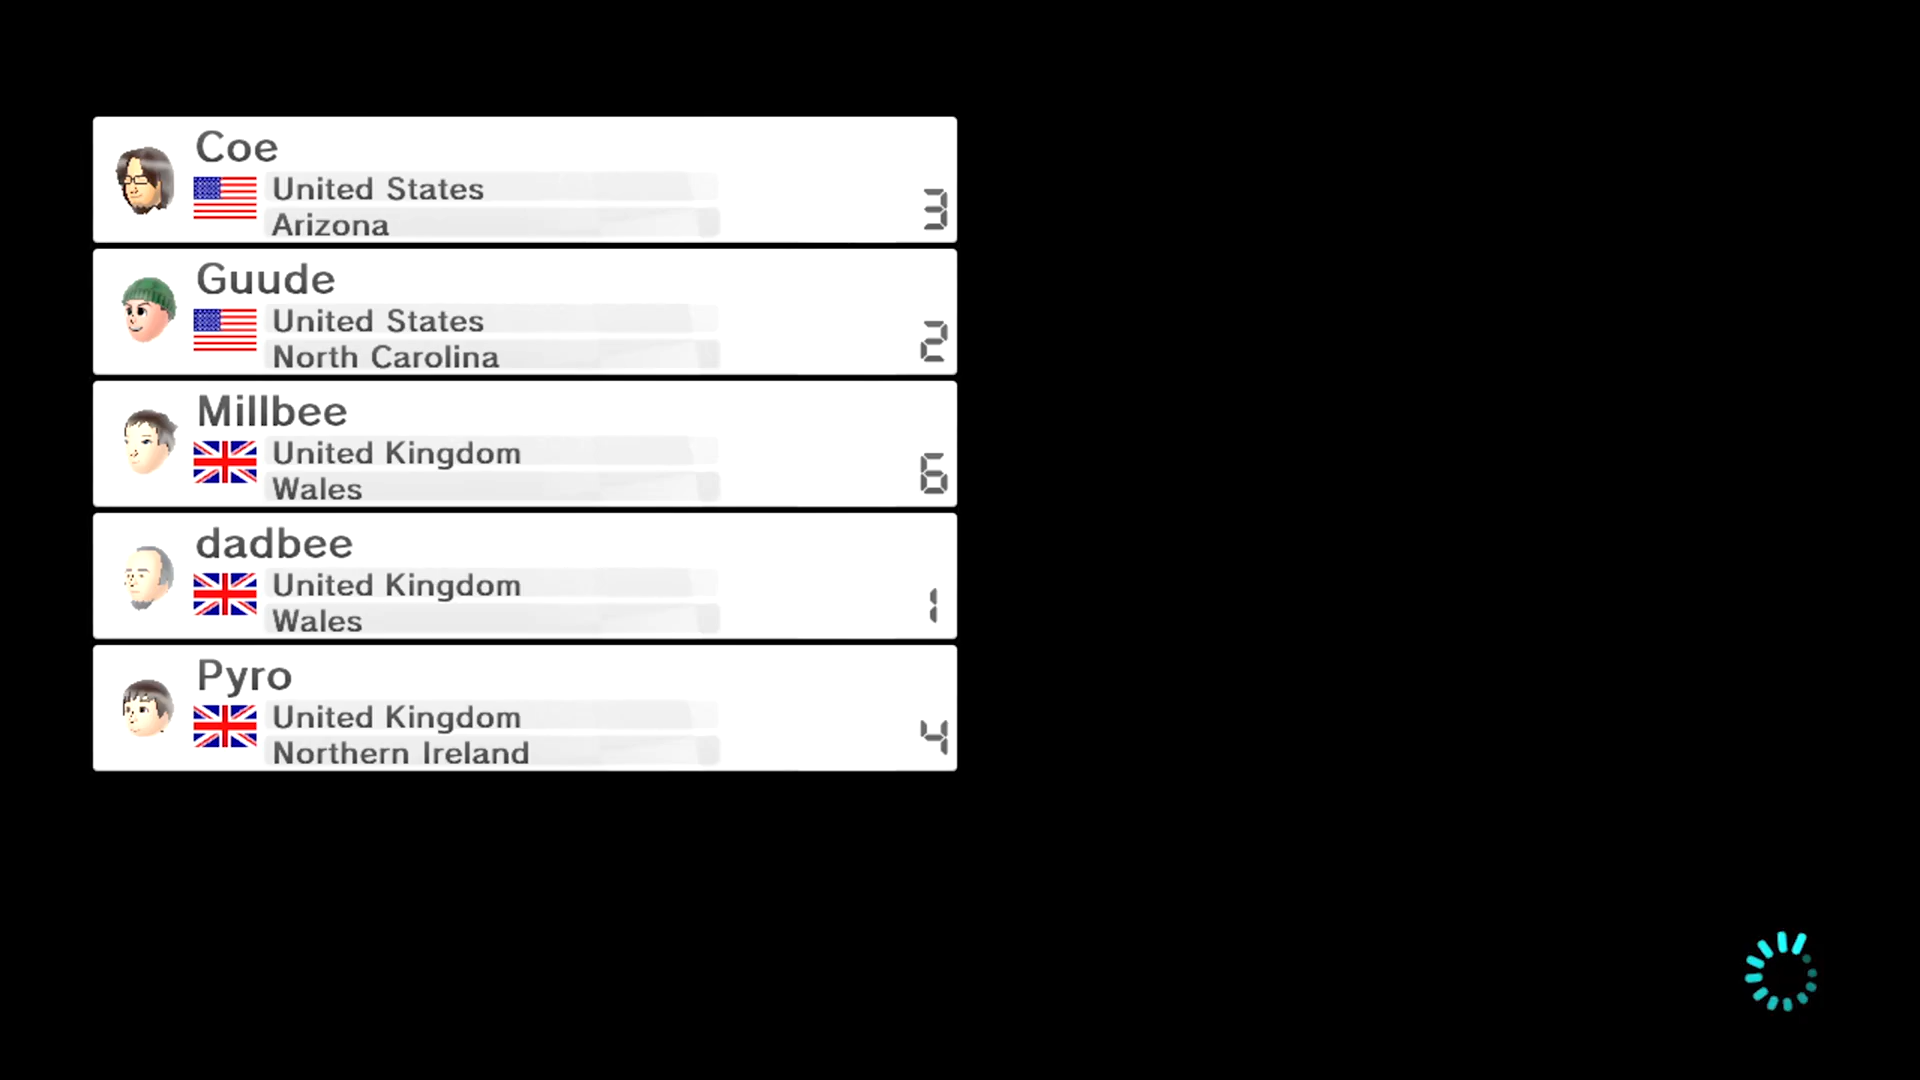 Coe
United States
Arizona
3
Guude
United States
North Carolina
2
Millbee
United Kingdom
Wales
6
dadbee
United Kingdom
Wales
1
Pyro
United Kingdom
Northern Ireland
4